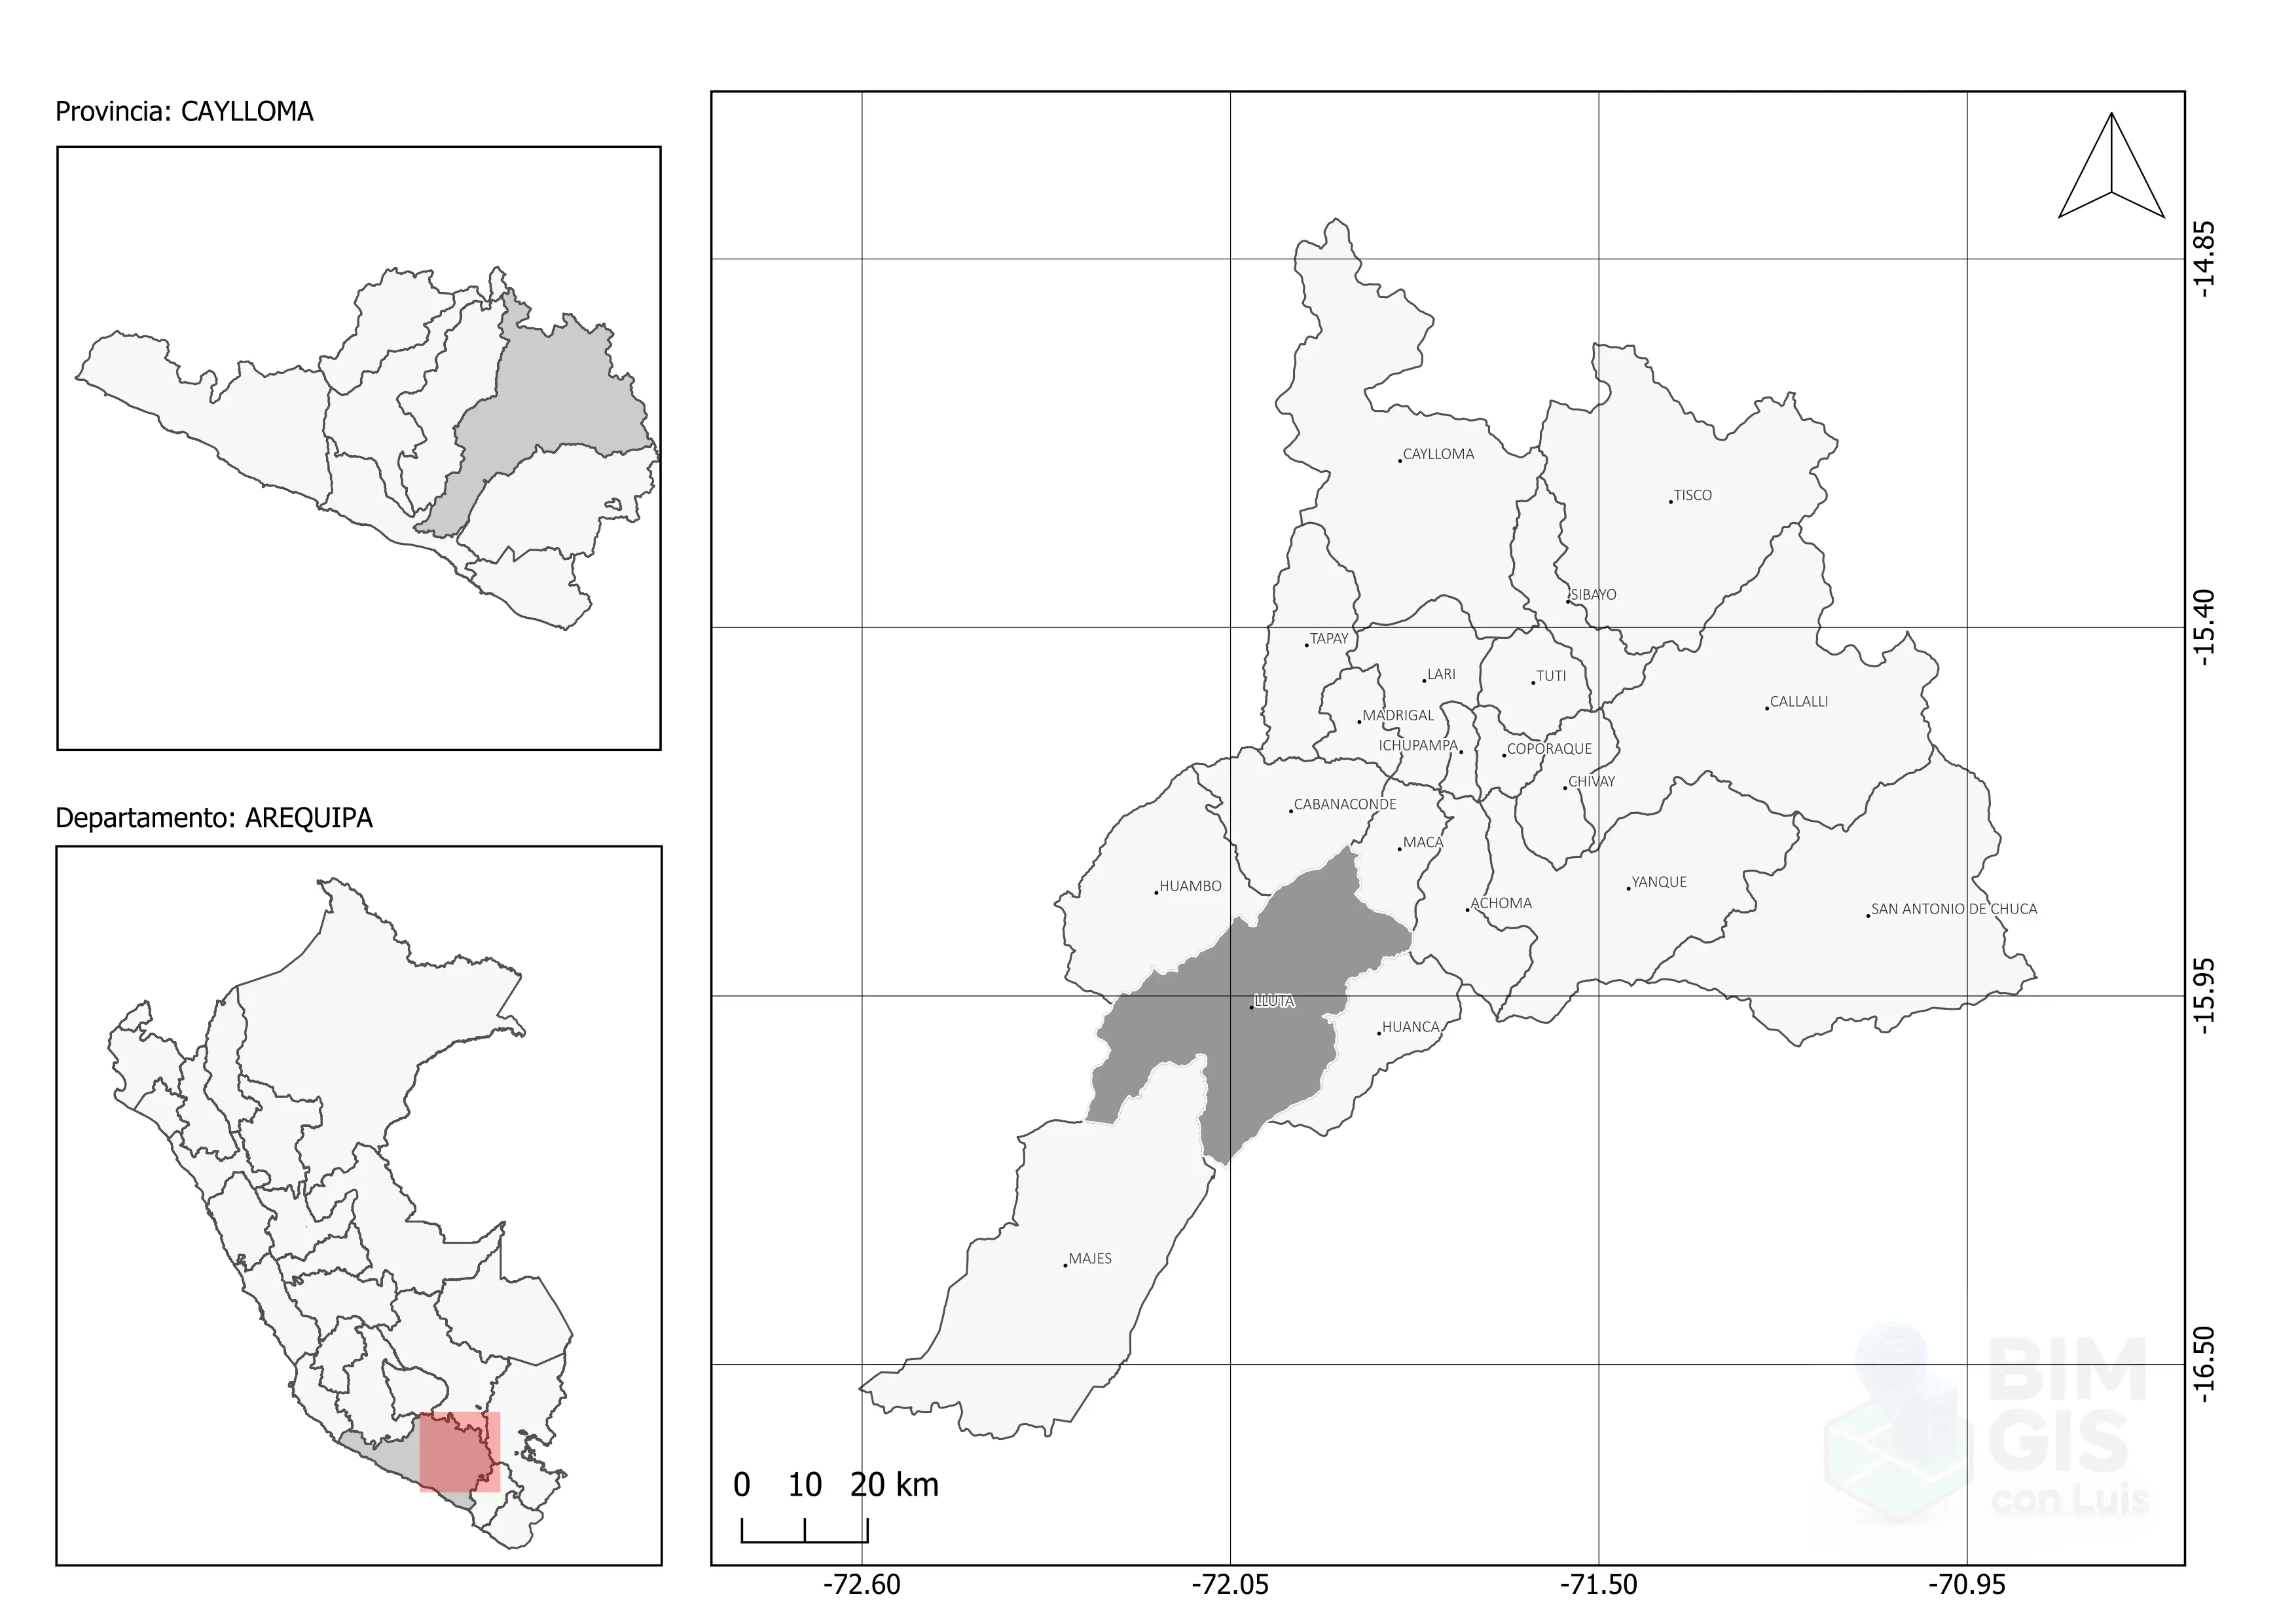 Provincia: CAYLLOMA
Departamento: AREQUIPA
CAYLLOMA
TISCO
SIBAYO
TAPAY
LARI
TUTI
CALLALLI
MADRIGAL
ICHUPAMPA
COPORAQUE
CHIVAY
CABANACONDE
MACA
HUAMBO
YANQUE
ACHOMA
SAN ANTONIO DE CHUCA
LLUTA
HUANCA
MAJES
-14.85
-15.40
-15.95
-16.50
0 10 20 km
-72.60 -72.05 -71.50 -70.95
BIM
GIS
con Luis